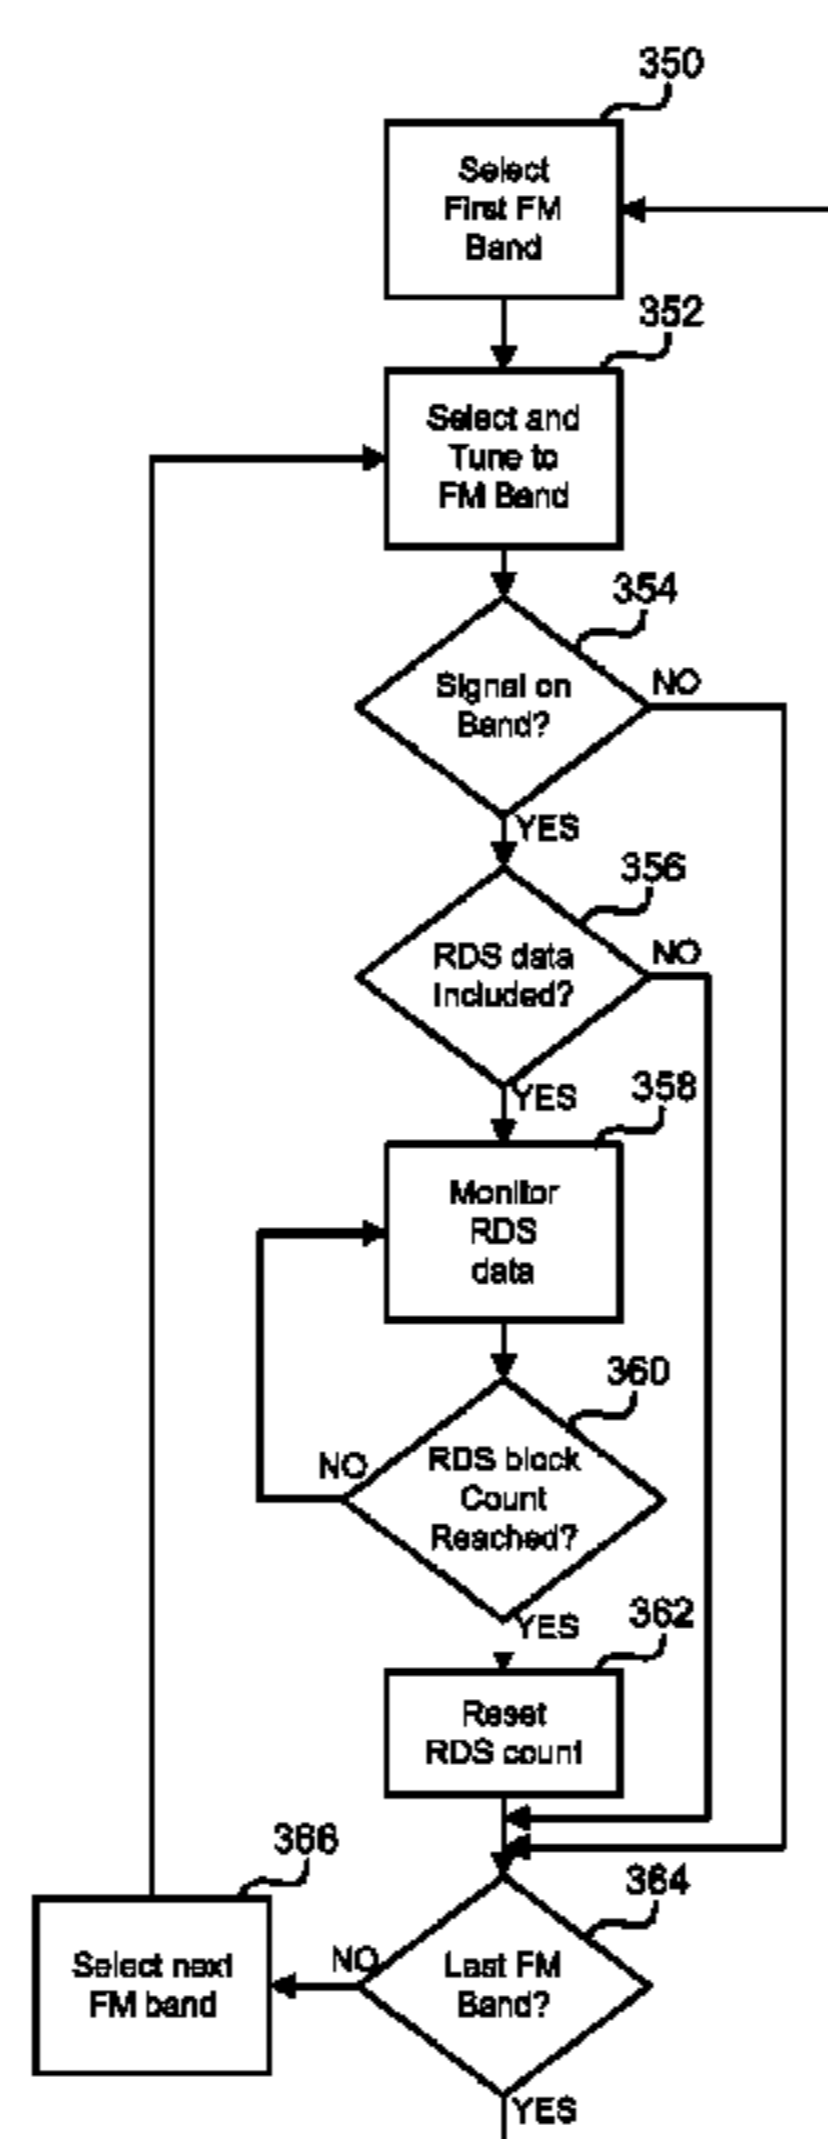 350
Select
First FM
Band
352
Select and
Tune to
FM Band
354
Signal on
Band?
NO
YES
356
RDS data
Included?
NO
YES
358
Monitor
RDS
data
360
RDS block
Count
Reached?
NO
YES
362
Reset
RDS count
364
Last FM
Band?
NO
YES
366
Select next
FM band